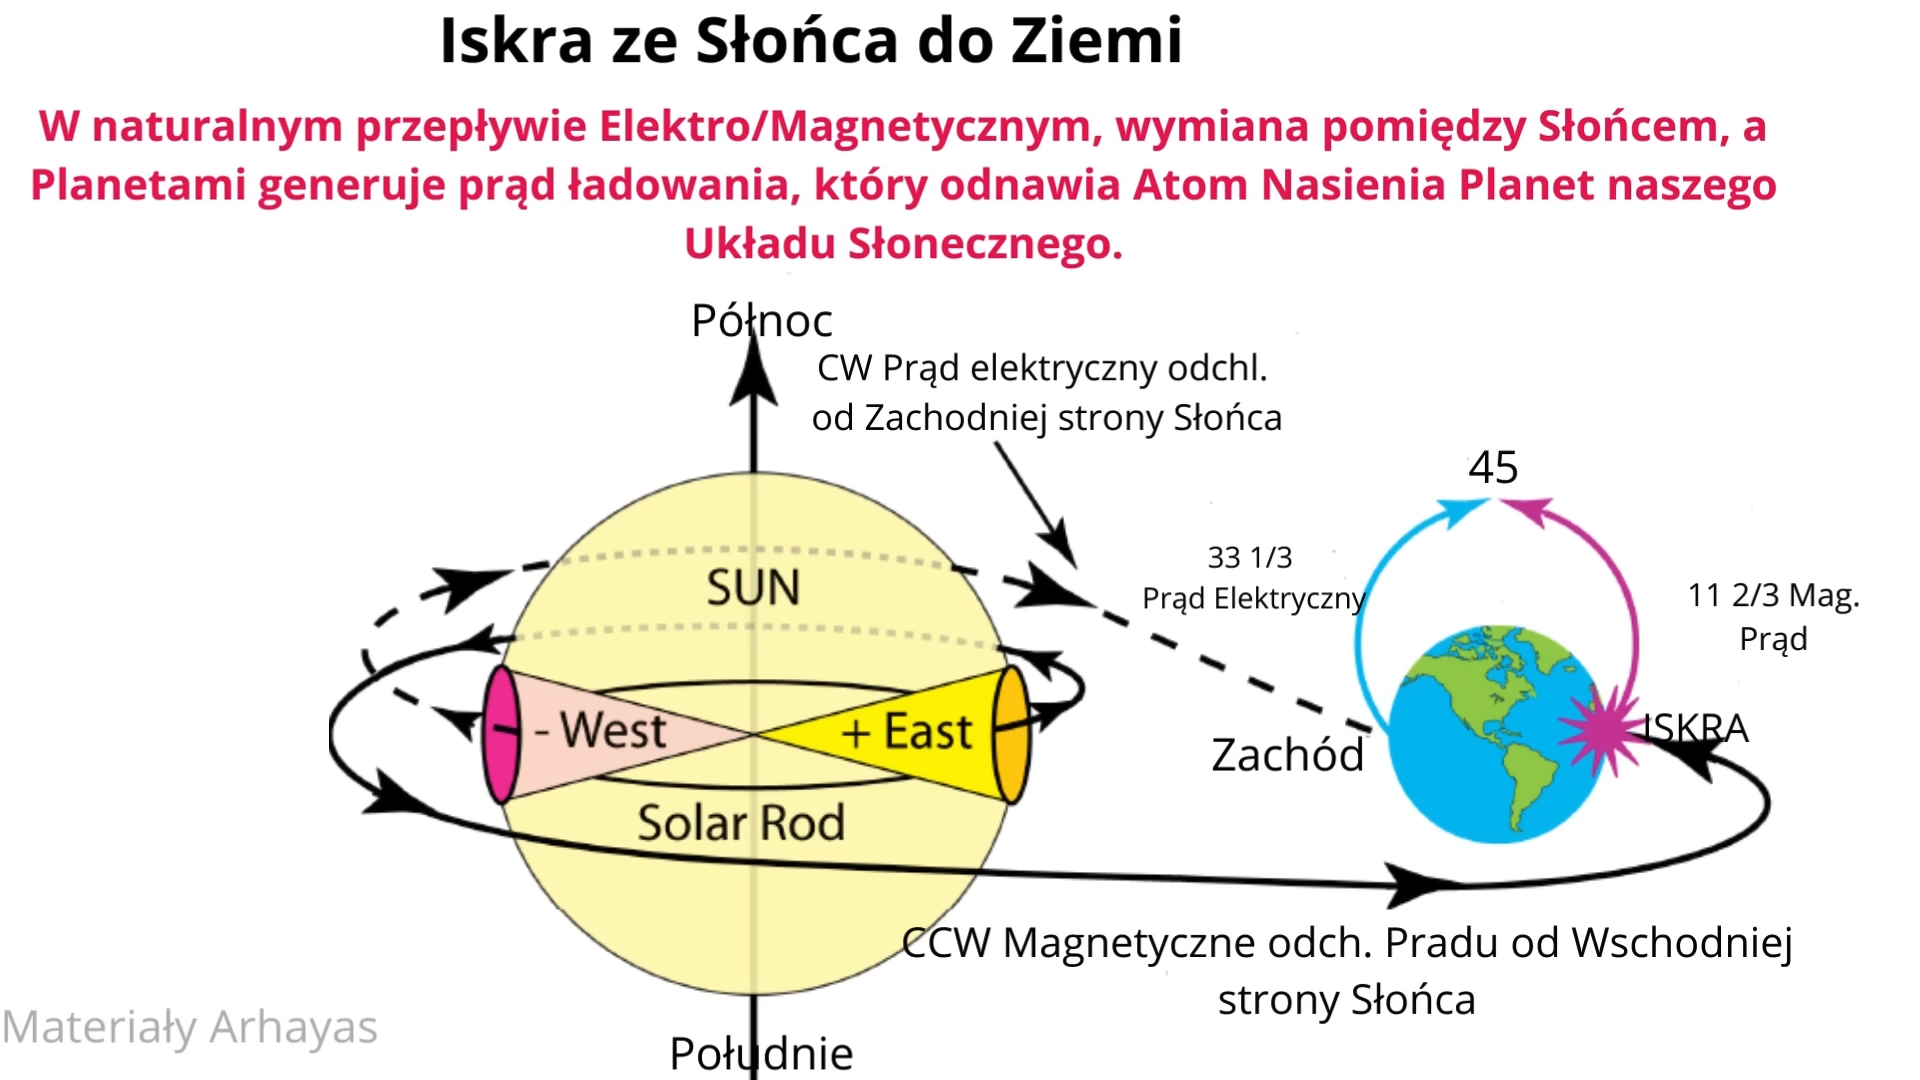 Iskra ze Słońca do Ziemi
W naturalnym przepływie Elektro/Magnetycznym, wymiana pomiędzy Słońcem, a
Planetami generuje prąd ładowania, który odnawia Atom Nasienia Planet naszego
Układu Słonecznego.
Północ
CW Prąd elektryczny odchl.
od Zachodniej strony Słońca
45
33 1/3
Prąd Elektryczny
11 2/3 Mag.
Prąd
SUN
- West
+ East
ISKRA
Zachód
Solar Rod
CCW Magnetyczne odch. Pradu od Wschodniej
strony Słońca
Materiały Arhayas
Południe